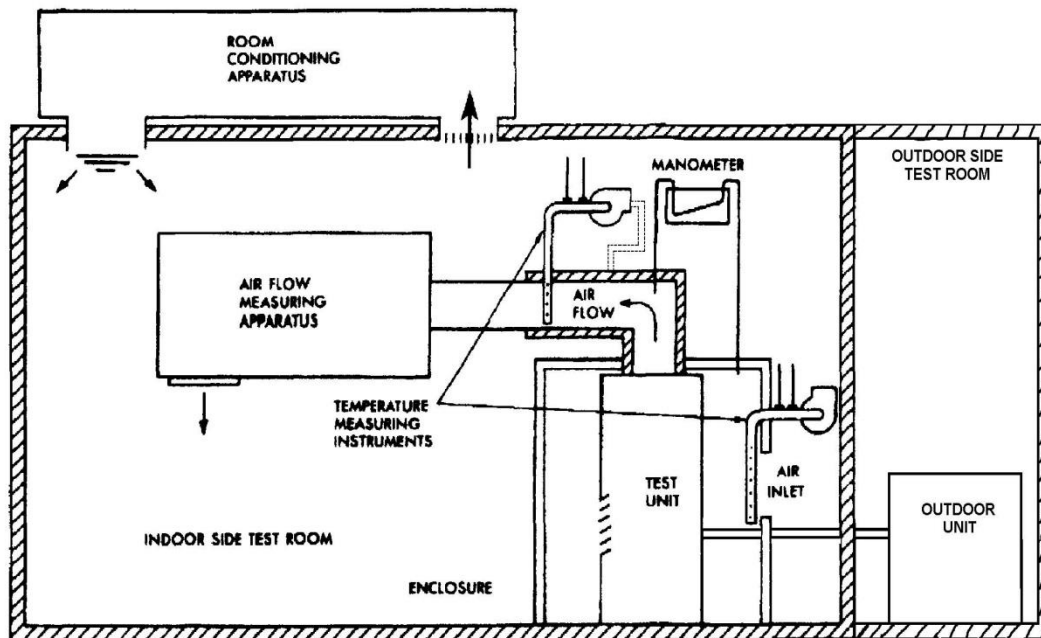 ROOM
CONDITIONING
APPARATUS
MANOMETER
OUTDOOR SIDE
TEST ROOM
AIR FLOW
MEASURING
APPARATUS
AIR
FLOW
TEMPERATURE
MEASURING
INSTRUMENTS
TEST
UNIT
AIR
INLET
OUTDOOR
UNIT
INDOOR SIDE TEST ROOM
ENCLOSURE